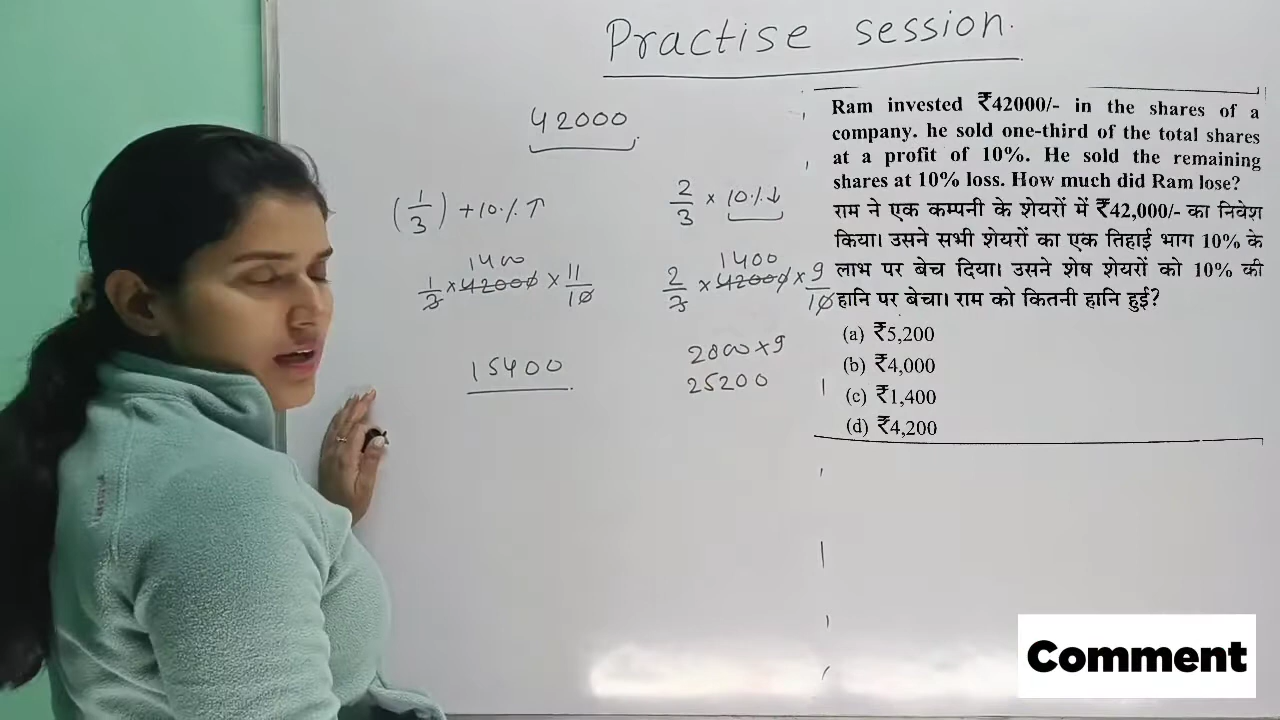 Practise session.
42000
(1/3) + 10% ↑
2/3 × 10% ↓
1400
1/3 × 42000 × 11/10
1400
2/3 × 42000 × 9/10
15400
2800 × 9
25200
Ram invested ₹42000/- in the shares of a
company. he sold one-third of the total shares
at a profit of 10%. He sold the remaining
shares at 10% loss. How much did Ram lose?
राम ने एक कम्पनी के शेयरों में ₹42,000/- का निवेश
किया। उसने सभी शेयरों का एक तिहाई भाग 10% के
लाभ पर बेच दिया। उसने शेष शेयरों को 10% की
हानि पर बेचा। राम को कितनी हानि हुई?
(a) ₹5,200
(b) ₹4,000
(c) ₹1,400
(d) ₹4,200
Comment